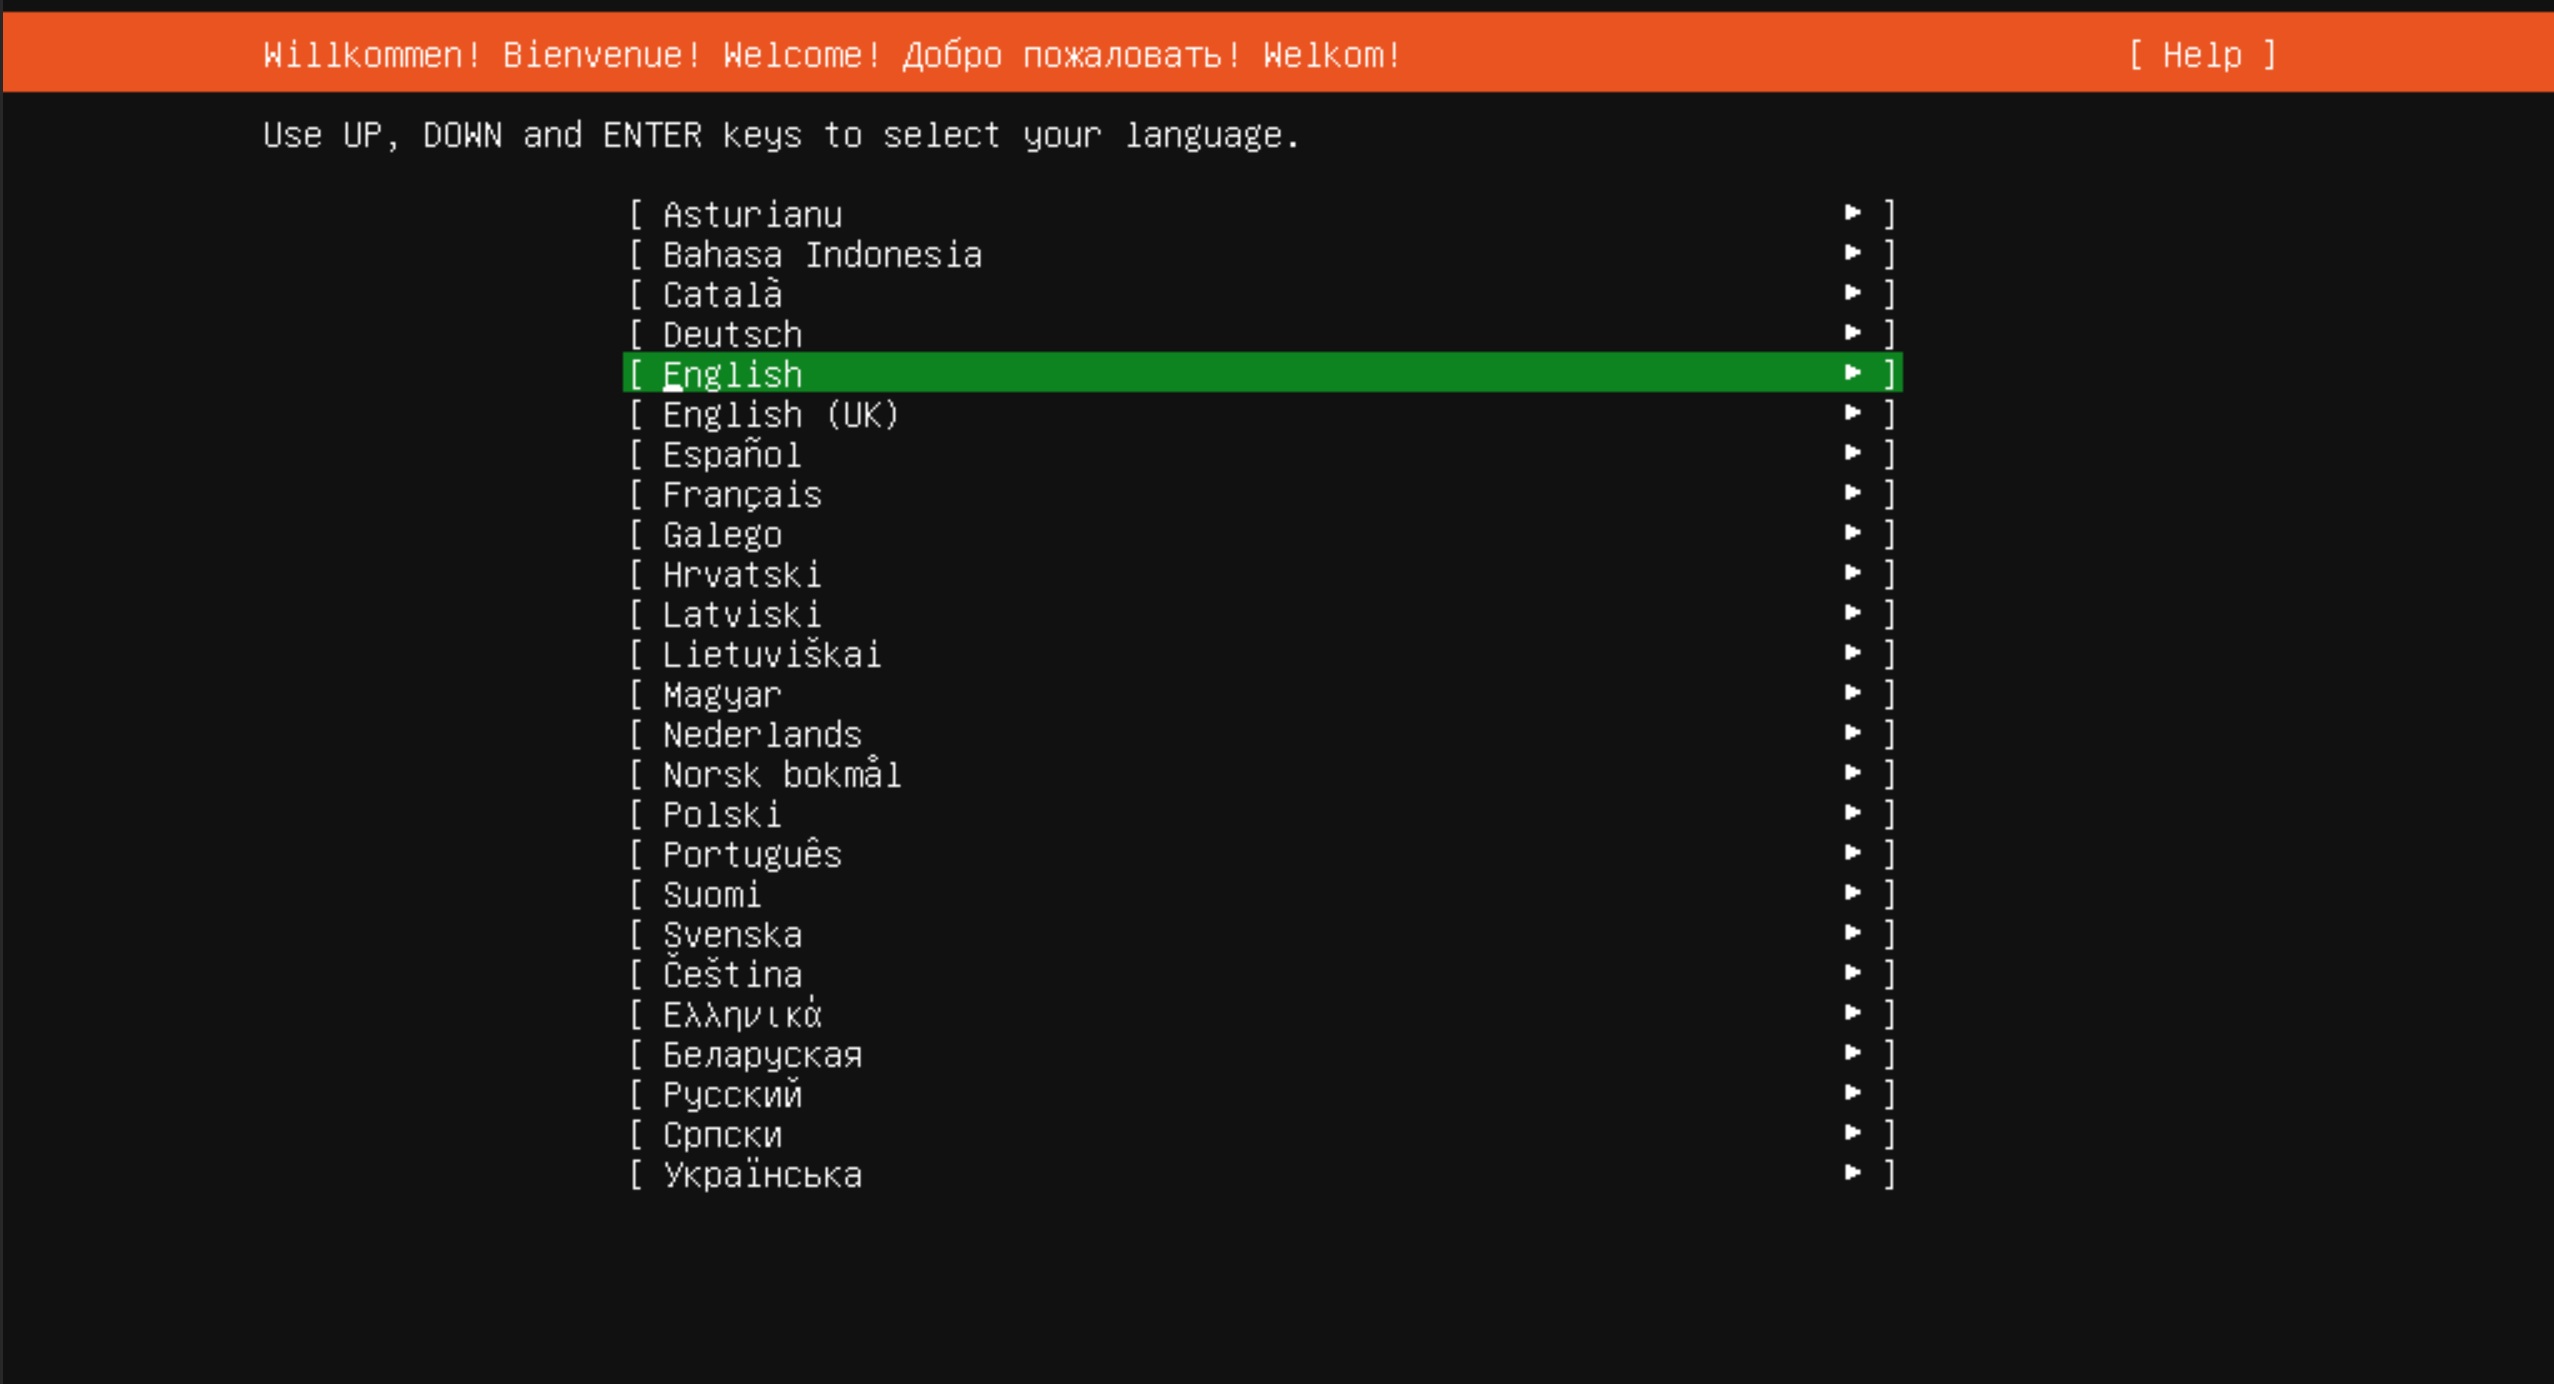 Willkommen! Bienvenue! Welcome! Добро пожаловать! Welkom! [ Help ]
Use UP, DOWN and ENTER keys to select your language.
[ Asturianu ► ]
[ Bahasa Indonesia ► ]
[ Català ► ]
[ Deutsch ► ]
[ English ► ]
[ English (UK) ► ]
[ Español ► ]
[ Français ► ]
[ Galego ► ]
[ Hrvatski ► ]
[ Latviski ► ]
[ Lietuviškai ► ]
[ Magyar ► ]
[ Nederlands ► ]
[ Norsk bokmål ► ]
[ Polski ► ]
[ Português ► ]
[ Suomi ► ]
[ Svenska ► ]
[ Čeština ► ]
[ Ελληνικά ► ]
[ Беларуская ► ]
[ Русский ► ]
[ Српски ► ]
[ Українська ► ]